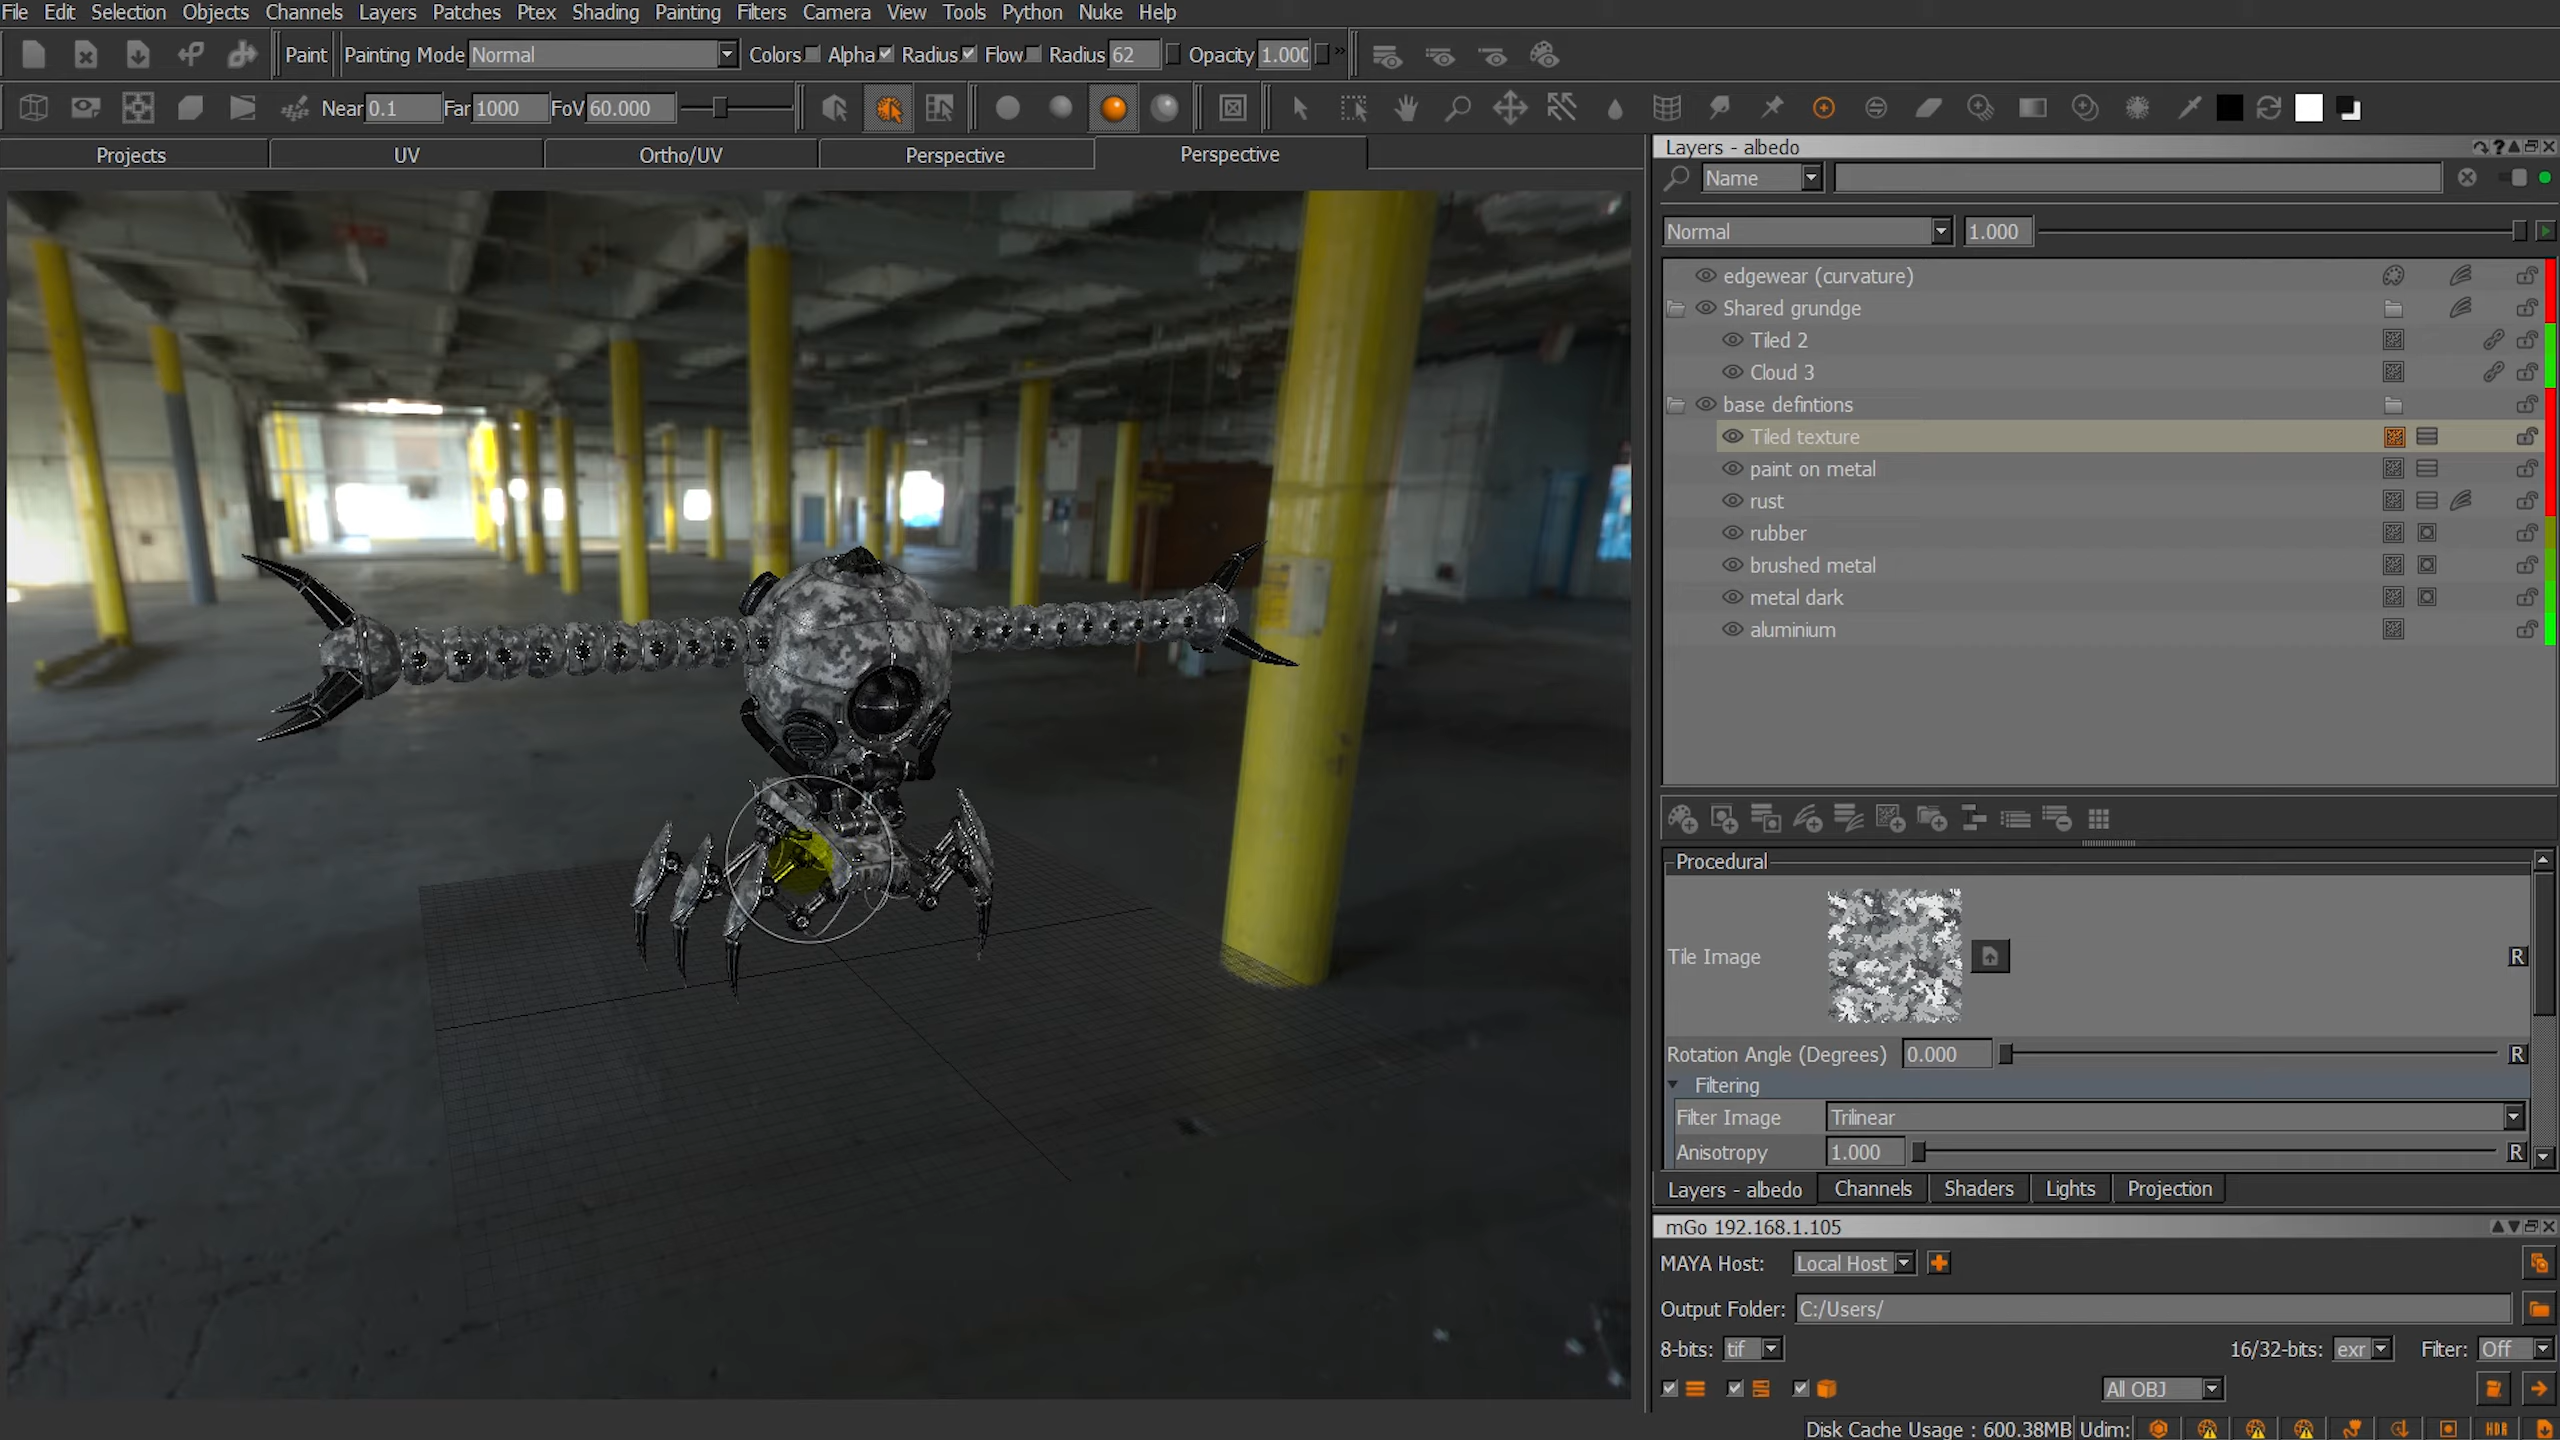 File Edit Selection Objects Channels Layers Patches Ptex Shading Painting Filters Camera View Tools Python Nuke Help
Paint Painting Mode Normal Colors Alpha Radius Flow Radius 62 Opacity 1.000 »
Near 0.1 Far 1000 FoV 60.000
Projects UV Ortho/UV Perspective Perspective
Layers - albedo
Name
Normal 1.000
edgewear (curvature)
Shared grundge
Tiled 2
Cloud 3
base defintions
Tiled texture
paint on metal
rust
rubber
brushed metal
metal dark
aluminium
Procedural
Tile Image R
Rotation Angle (Degrees) 0.000 R
Filtering
Filter Image Trilinear
Anisotropy 1.000 R
Layers - albedo Channels Shaders Lights Projection
mGo 192.168.1.105
MAYA Host: Local Host
Output Folder: C:/Users/
8-bits: tif 16/32-bits: exr Filter: Off
All OBJ
Disk Cache Usage : 600.38MB Udim: HDR